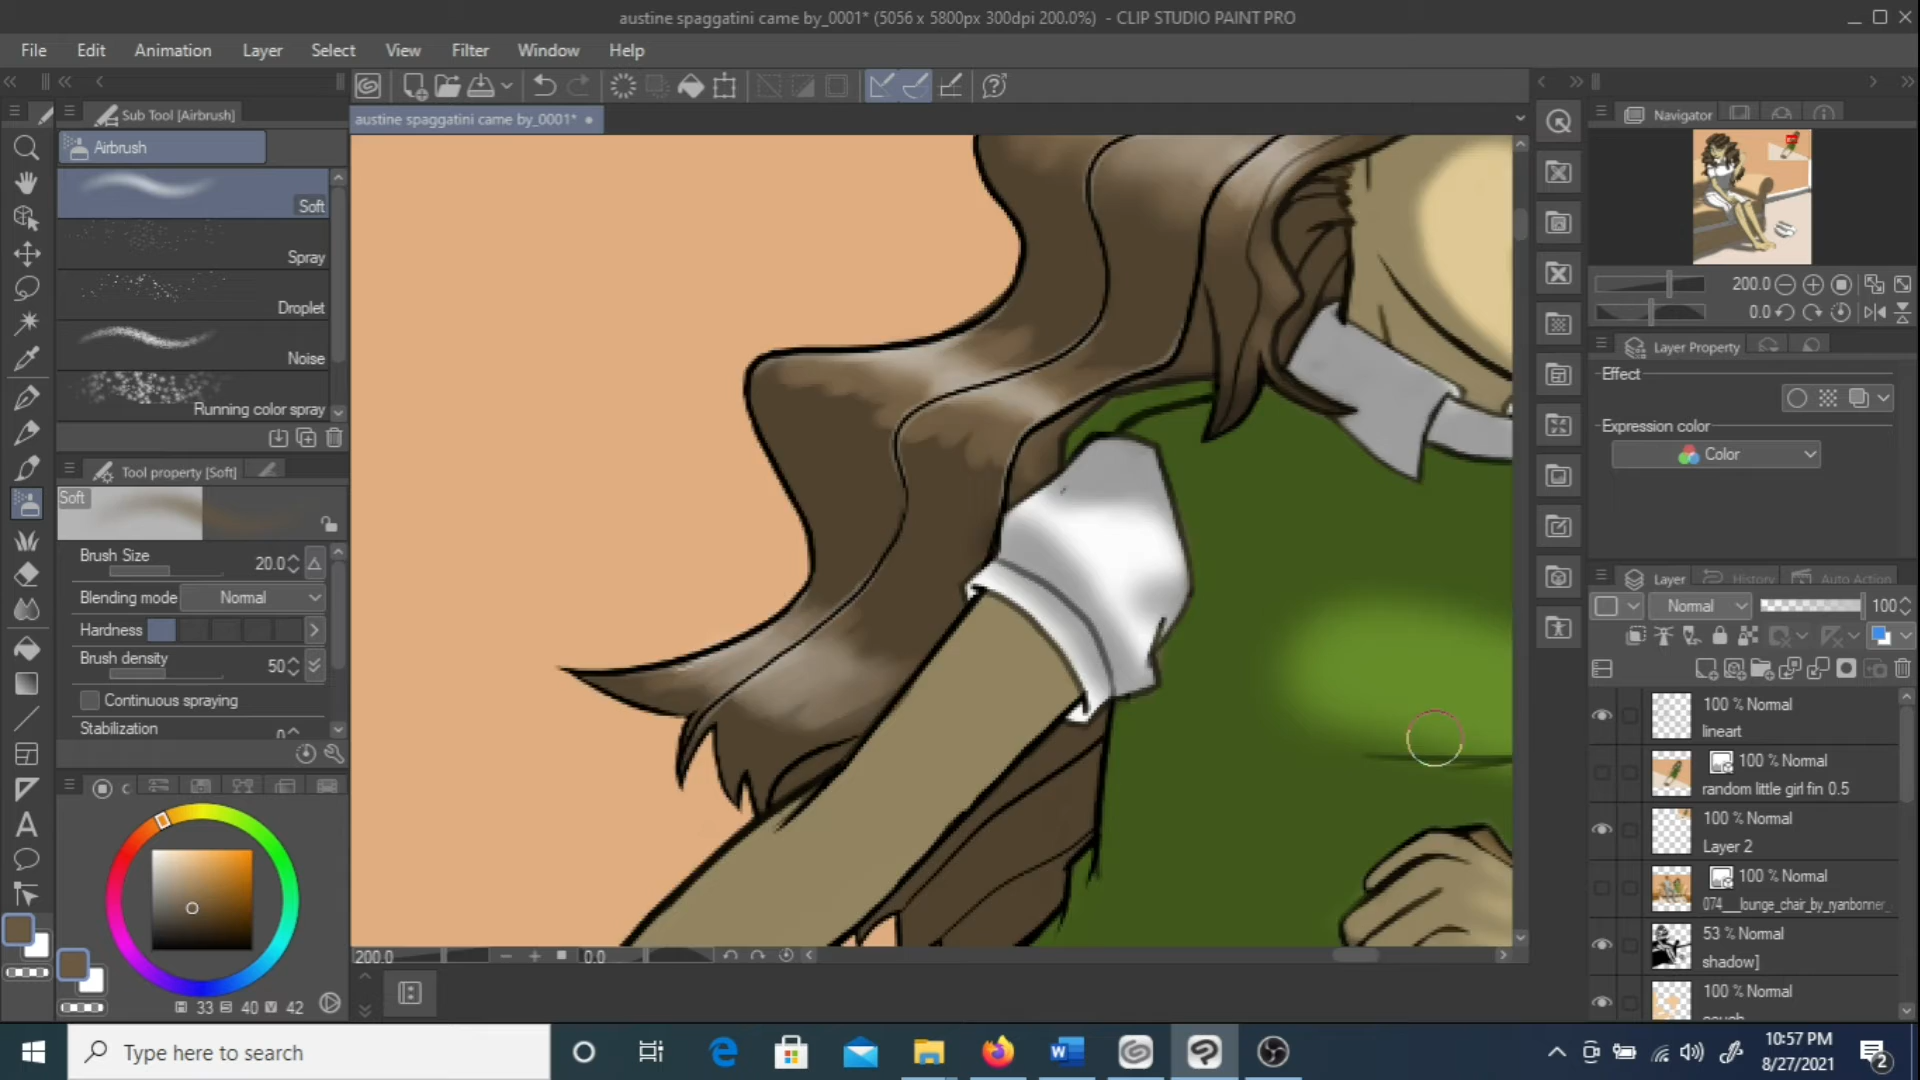 austine spaggatini came by_0001* (5056 x 5800px 300dpi 200.0%)  - CLIP STUDIO PAINT PRO
File Edit Animation Layer Select View Filter Window Help
Sub Tool [Airbrush]
Airbrush
Soft
Spray
Droplet
Noise
Running color spray
Tool property [Soft]
Soft
Brush Size 20.0
Blending mode Normal
Hardness
Brush density 50
Continuous spraying
Stabilization
H 33 S 40 V 42
austine spaggatini came by_0001*
200.0
0.0
Navigator
200.0
0.0
Layer Property
Effect
Expression color
Color
Layer History Auto Action
Normal 100
100 % Normal
lineart
100 % Normal
random little girl fin 0.5
100 % Normal
Layer 2
100 % Normal
074__lounge_chair_by_ryanbonner_
53 % Normal
shadow]
100 % Normal
Type here to search
10:57 PM
8/27/2021
2